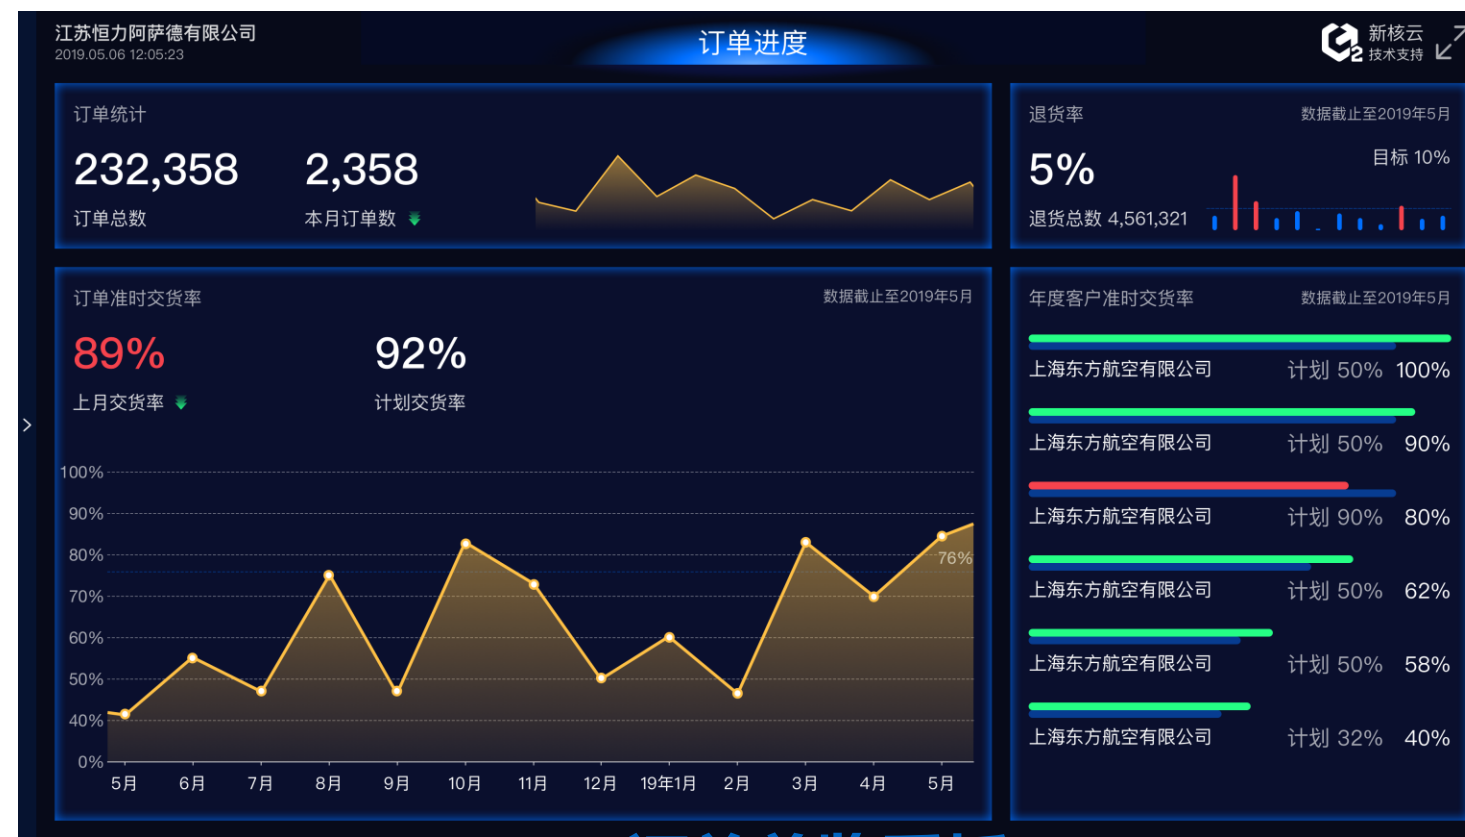 江苏恒力阿萨德有限公司
2019.05.06 12:05:23
订单进度
新核云
技术支持
订单统计
232,358
2,358
订单总数
本月订单数
退货率
数据截止至2019年5月
5%
目标 10%
退货总数 4,561,321
订单准时交货率
数据截止至2019年5月
89%
92%
上月交货率
计划交货率
100%
90%
80%
76%
70%
60%
50%
40%
0%
5月 6月 7月 8月 9月 10月 11月 12月 19年1月 2月 3月 4月 5月
年度客户准时交货率
数据截止至2019年5月
上海东方航空有限公司 计划 50% 100%
上海东方航空有限公司 计划 50% 90%
上海东方航空有限公司 计划 90% 80%
上海东方航空有限公司 计划 50% 62%
上海东方航空有限公司 计划 50% 58%
上海东方航空有限公司 计划 32% 40%